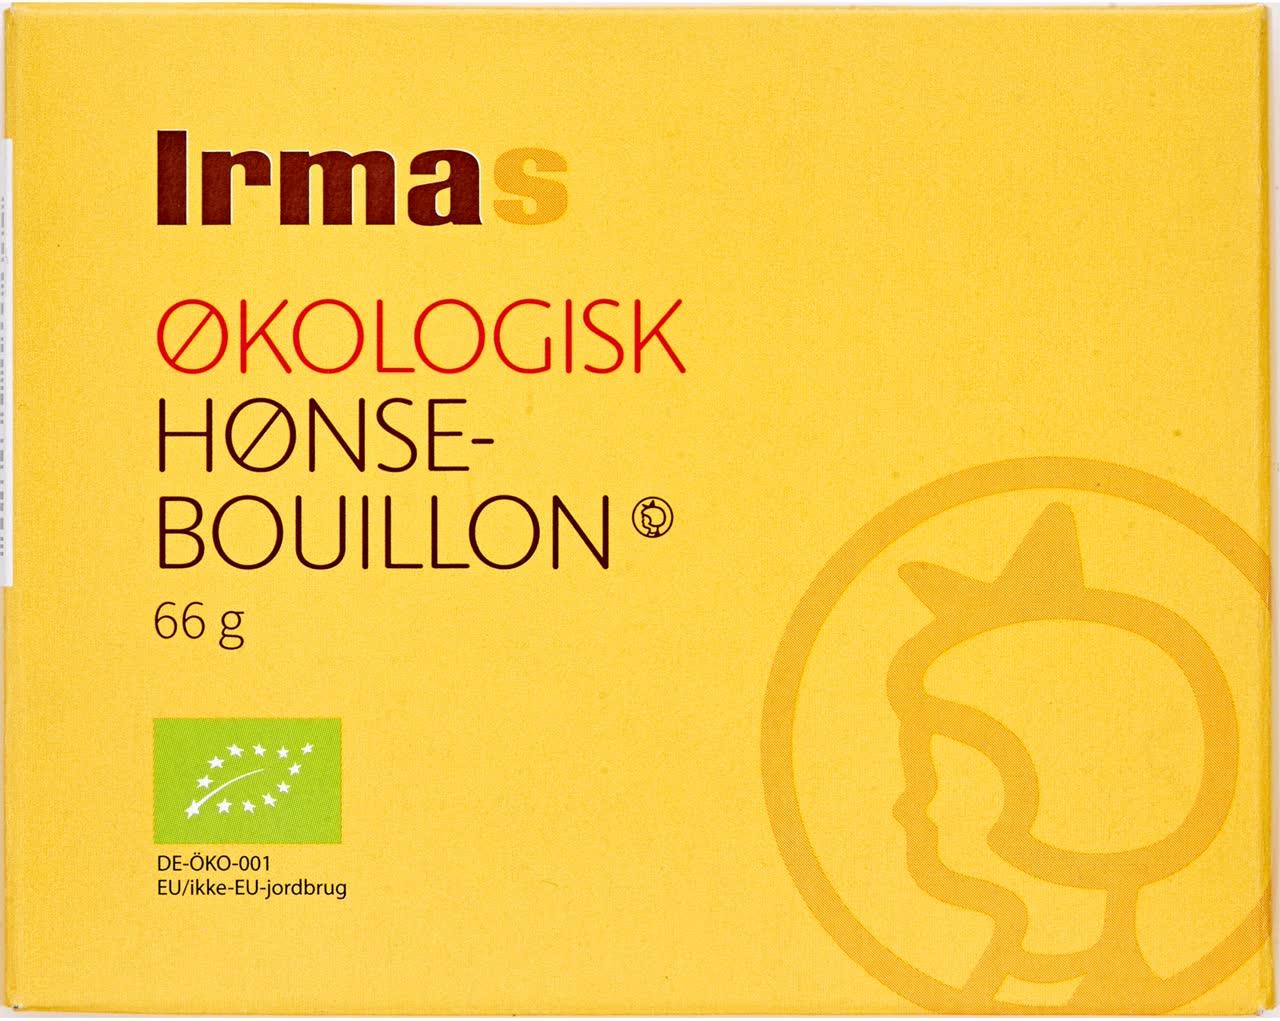 Irmas
ØKOLOGISK
HØNSE-
BOUILLON
66 g
DE-ÖKO-001
EU/ikke-EU-jordbrug